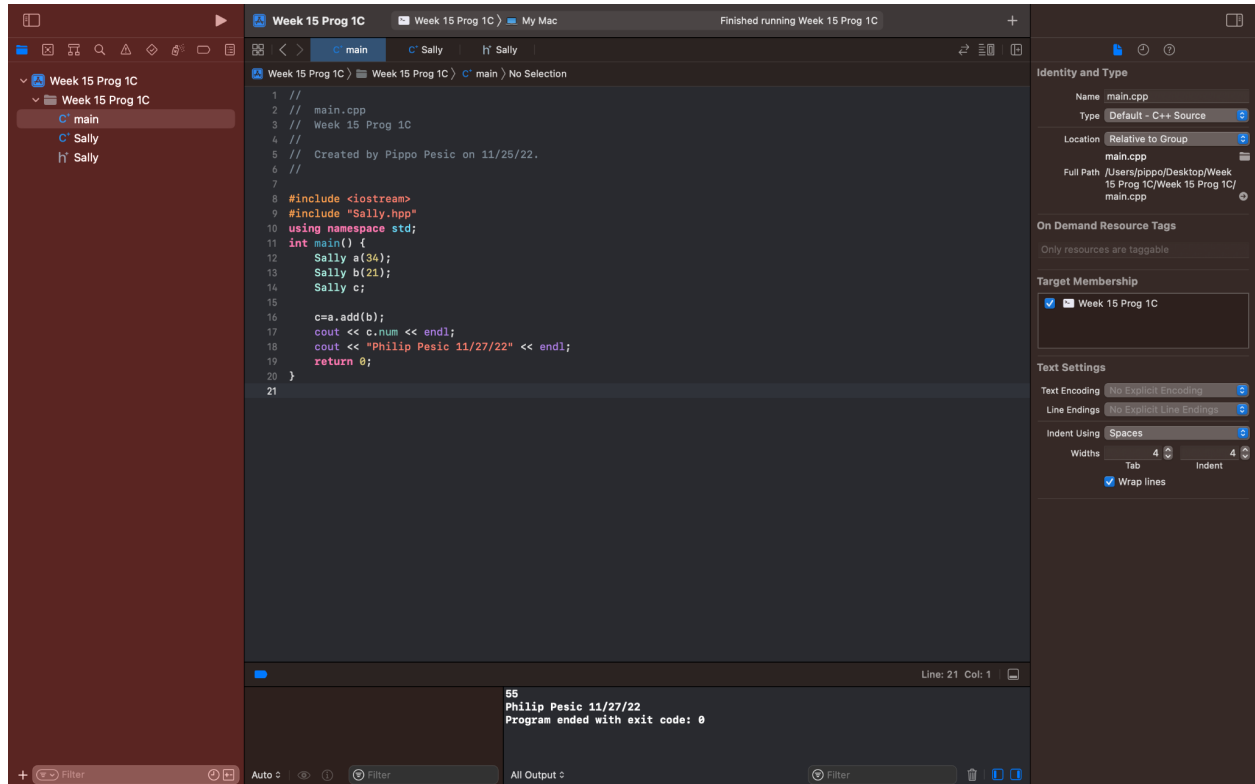 Week 15 Prog 1C
Week 15 Prog 1C
main
Sally
Sally
Filter
Week 15 Prog 1C
Week 15 Prog 1C 〉 My Mac
Finished running Week 15 Prog 1C
main
Sally
Sally
Week 15 Prog 1C 〉 Week 15 Prog 1C 〉 main 〉 No Selection
1 //
2 //  main.cpp
3 //  Week 15 Prog 1C
4 //
5 //  Created by Pippo Pesic on 11/25/22.
6 //
7
8 #include <iostream>
9 #include "Sally.hpp"
10 using namespace std;
11 int main() {
12     Sally a(34);
13     Sally b(21);
14     Sally c;
15
16     c=a.add(b);
17     cout << c.num << endl;
18     cout << "Philip Pesic 11/27/22" << endl;
19     return 0;
20 }
21
Line: 21 Col: 1
55
Philip Pesic 11/27/22
Program ended with exit code: 0
Auto
Filter
All Output
Filter
Identity and Type
Name main.cpp
Type Default - C++ Source
Location Relative to Group
main.cpp
Full Path /Users/pippo/Desktop/Week
15 Prog 1C/Week 15 Prog 1C/
main.cpp
On Demand Resource Tags
Only resources are taggable
Target Membership
Week 15 Prog 1C
Text Settings
Text Encoding No Explicit Encoding
Line Endings No Explicit Line Endings
Indent Using Spaces
Widths 4 4
Tab Indent
Wrap lines